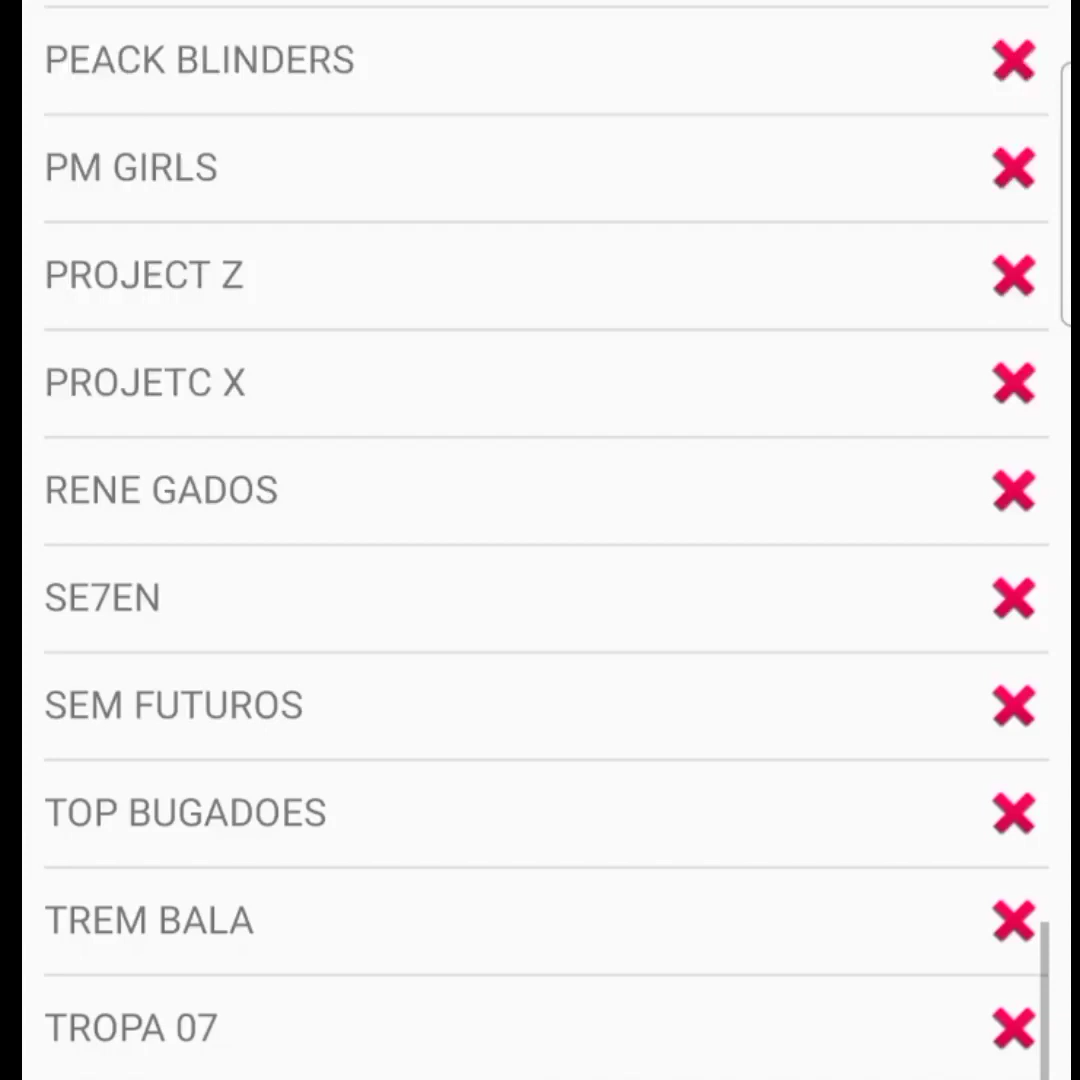 PEACK BLINDERS
PM GIRLS
PROJECT Z
PROJETC X
RENE GADOS
SE7EN
SEM FUTUROS
TOP BUGADOES
TREM BALA
TROPA 07